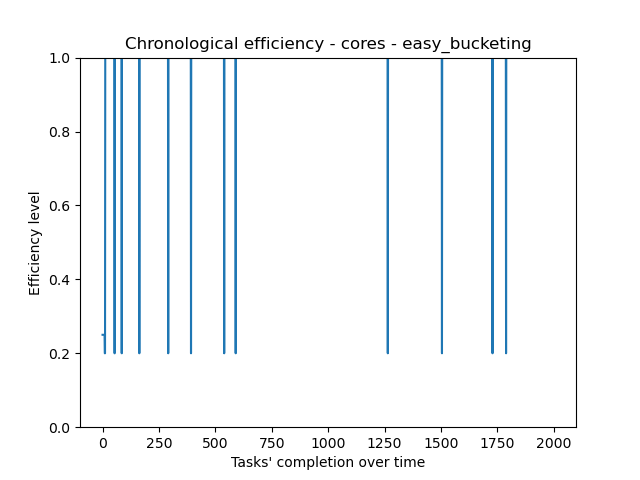 Chronological efficiency - cores - easy_bucketing
1.0
0.8
0.6
0.4
0.2
0.0
Efficiency level
0 250 500 750 1000 1250 1500 1750 2000
Tasks' completion over time